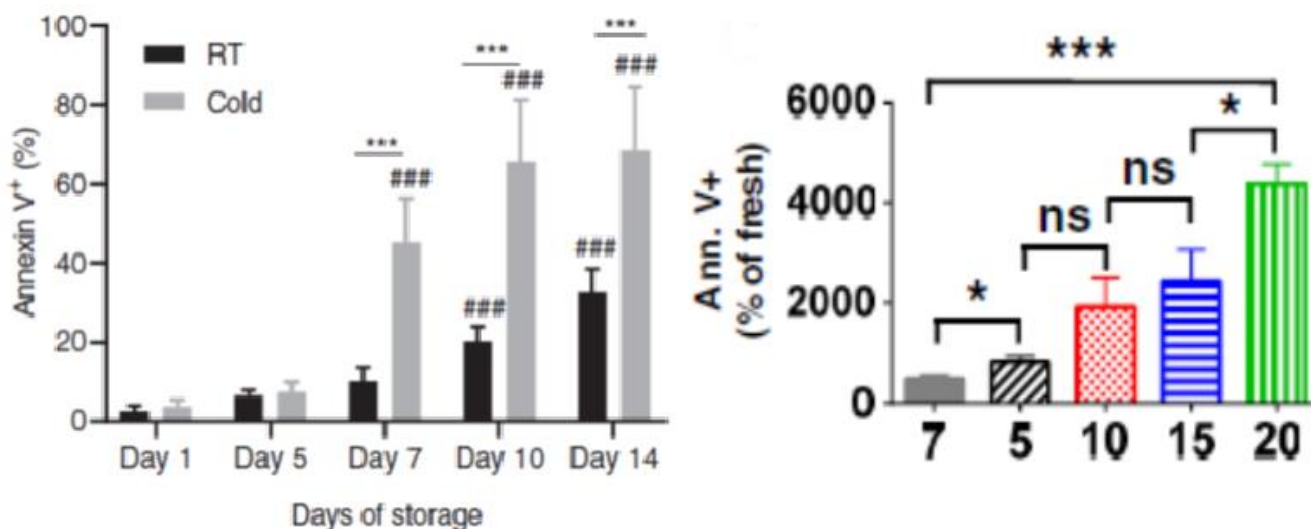 100
80
60
40
20
0
Annexin V⁺ (%)
RT
Cold
***
###
***
###
###
***
###
###
Day 1 Day 5 Day 7 Day 10 Day 14
Days of storage
***
6000
4000
2000
0
Ann. V+
(% of fresh)
*
ns
ns
*
7 5 10 15 20